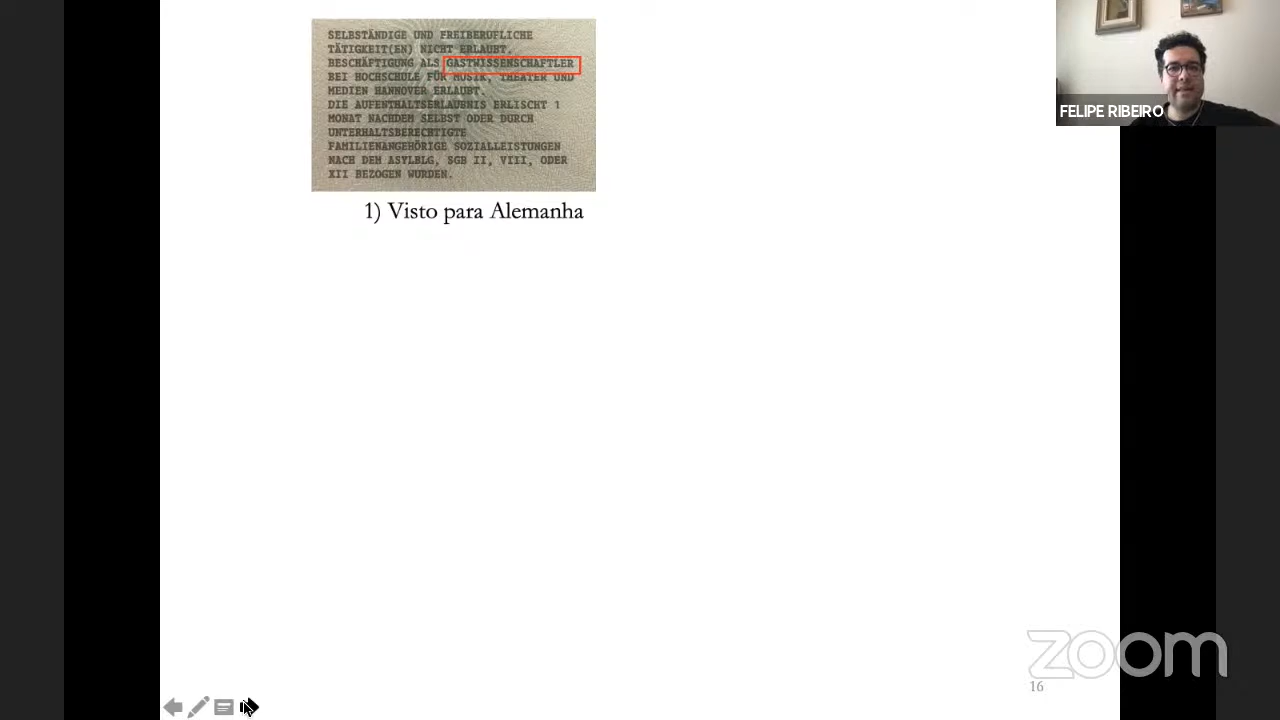 SELBSTÄNDIGE UND FREIBERUFLICHE
TÄTIGKEIT(EN) NICHT ERLAUBT.
BESCHÄFTIGUNG ALS GASTWISSENSCHAFTLER
BEI HOCHSCHULE FÜR MUSIK, THEATER UND
MEDIEN HANNOVER ERLAUBT.
DIE AUFENTHALTSERLAUBNIS ERLISCHT 1
MONAT NACHDEM SELBST ODER DURCH
UNTERHALTSBERECHTIGTE
FAMILIENANGEHÖRIGE SOZIALLEISTUNGEN
NACH DEM ASYLBLG, SGB II, VIII, ODER
XII BEZOGEN WURDEN.
1) Visto para Alemanha
FELIPE RIBEIRO
zoom
16